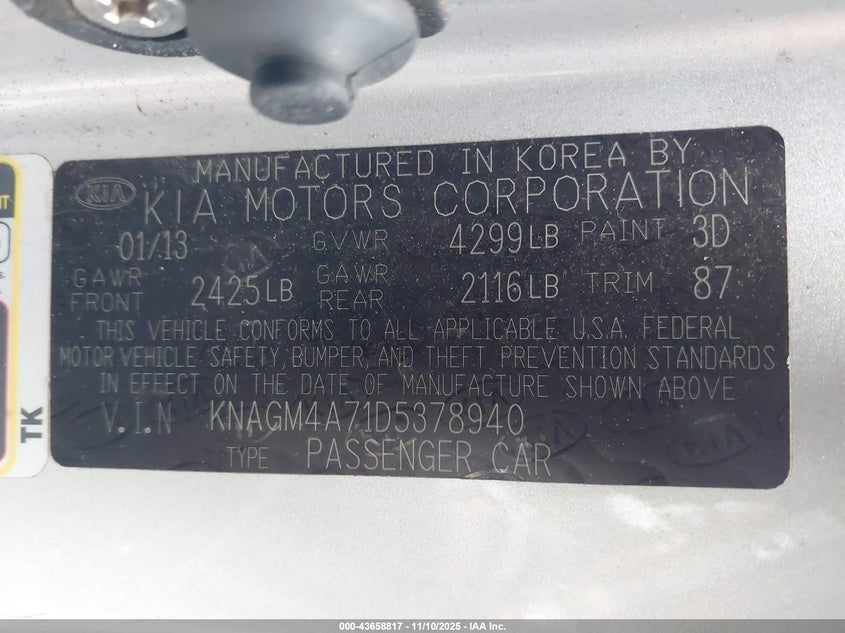 MANUFACTURED IN KOREA BY
KIA
KIA MOTORS CORPORATION
01/13 GVWR 4299LB PAINT 3D
GAWR FRONT 2425LB GAWR REAR 2116LB TRIM 87
THIS VEHICLE CONFORMS TO ALL APPLICABLE U.S.A. FEDERAL
MOTOR VEHICLE SAFETY, BUMPER, AND THEFT PREVENTION STANDARDS
IN EFFECT ON THE DATE OF MANUFACTURE SHOWN ABOVE
V.I.N KNAGM4A71D5378940
TYPE PASSENGER CAR
TK
000-43658817 - 11/10/2025 - IAA Inc.